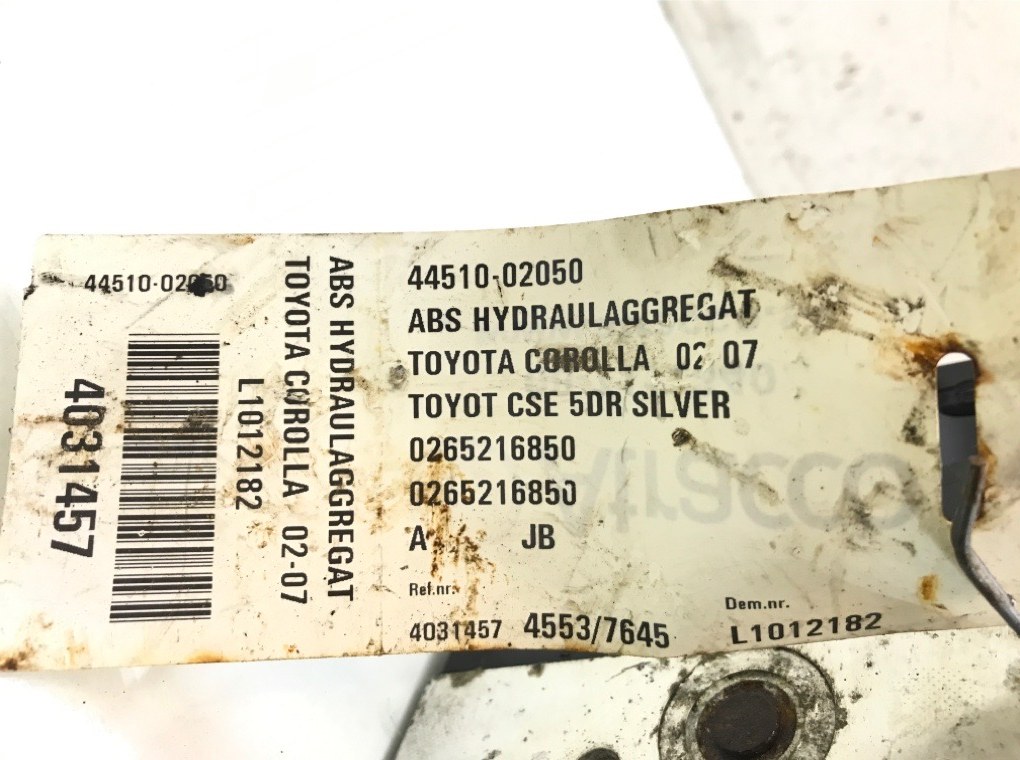 44510-02050
4031457
L1012182
TOYOTA COROLLA 02-07
ABS HYDRAULAGGREGAT
44510-02050
ABS HYDRAULAGGREGAT
TOYOTA COROLLA 02 07
TOYOT CSE 5DR SILVER
0265216850
0265216850
A JB
Ref.nr.
4031457 4553/7645
Dem.nr.
L1012182